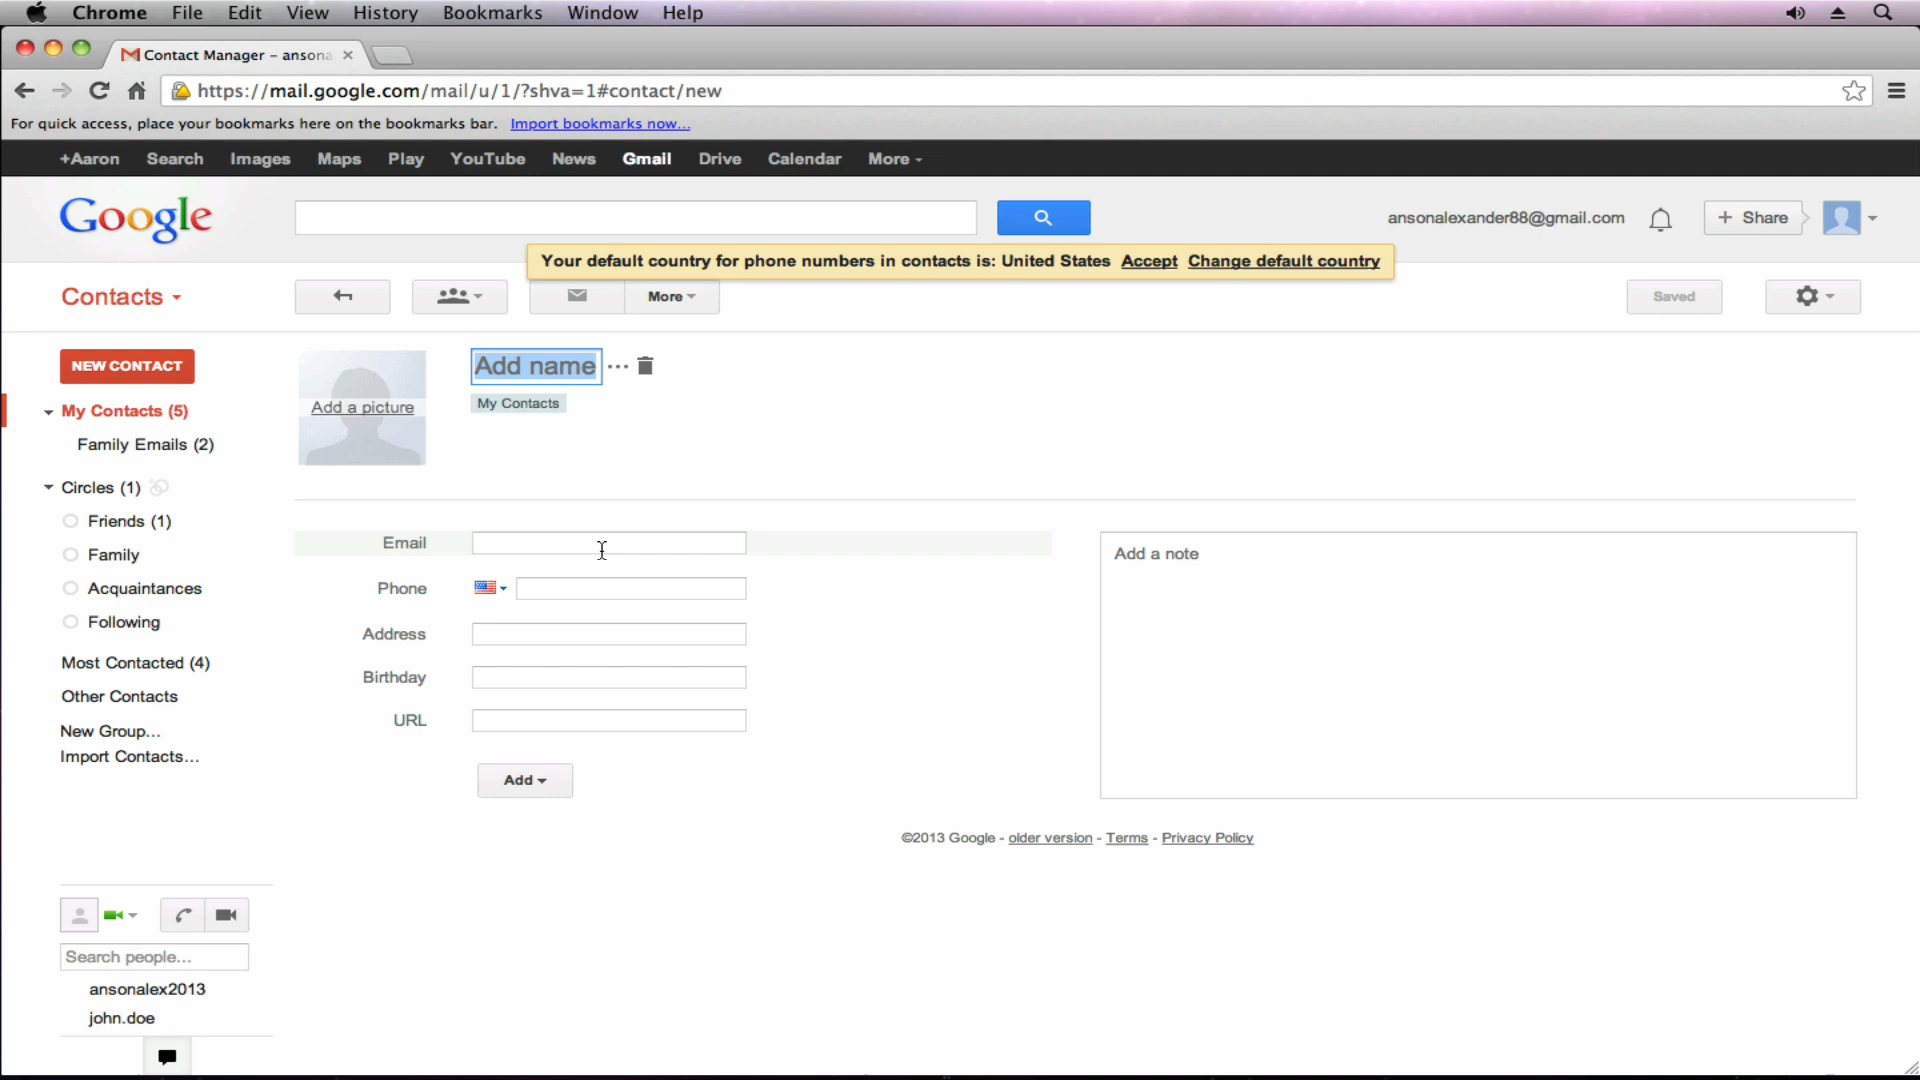 Chrome File Edit View History Bookmarks Window Help
Contact Manager – anson
https://mail.google.com/mail/u/1/?shva=1#contact/new
For quick access, place your bookmarks here on the bookmarks bar. Import bookmarks now...
+Aaron Search Images Maps Play YouTube News Gmail Drive Calendar More
Google
ansonalexander88@gmail.com
+ Share
Your default country for phone numbers in contacts is: United States Accept Change default country
Contacts
More
Saved
NEW CONTACT
Add a picture
Add name ...
My Contacts
My Contacts (5)
Family Emails (2)
Circles (1)
Friends (1)
Family
Acquaintances
Following
Most Contacted (4)
Other Contacts
New Group...
Import Contacts...
Email
Phone
Address
Birthday
URL
Add
Add a note
©2013 Google - older version - Terms - Privacy Policy
Search people...
ansonalex2013
john.doe